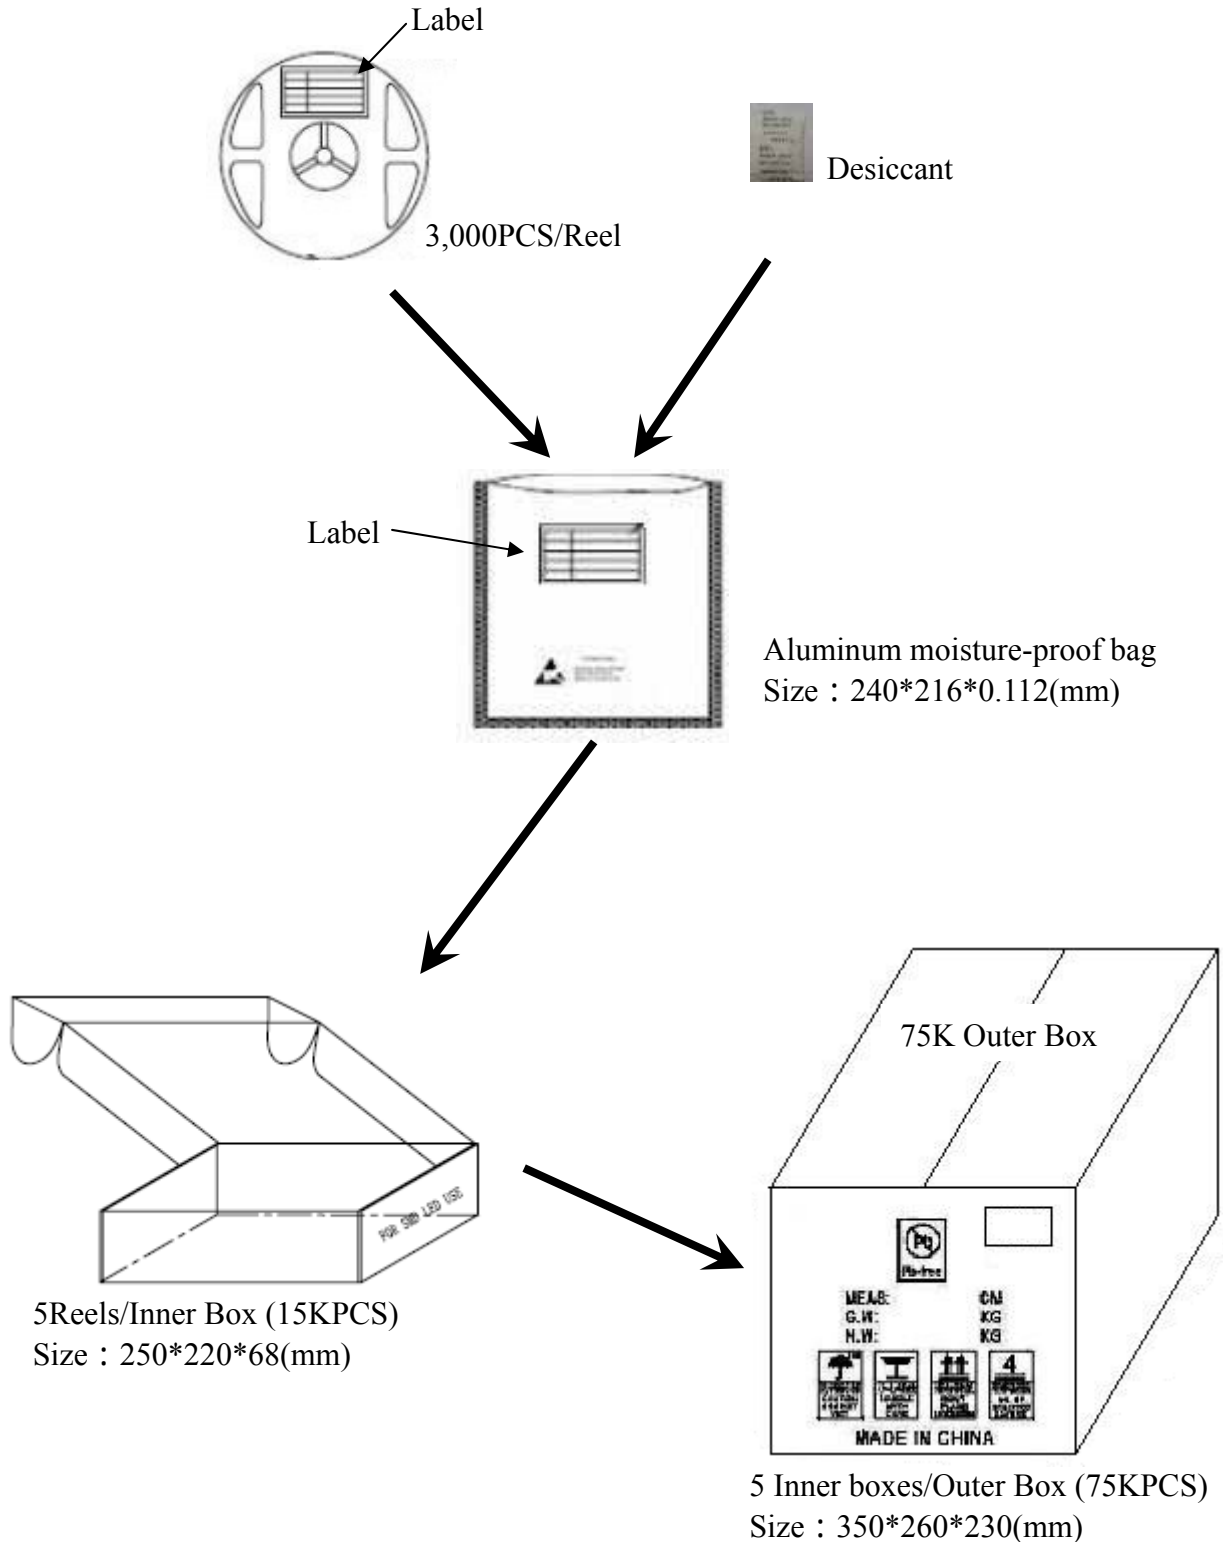 Label
Desiccant
3,000PCS/Reel
Label
Aluminum moisture-proof bag
Size：240*216*0.112(mm)
75K Outer Box
FOR SMD LED USE
5Reels/Inner Box (15KPCS)
Size：250*220*68(mm)
Pb
Pb-free
MEAS: CM
G.W: KG
N.W: KG
4
MADE IN CHINA
5 Inner boxes/Outer Box (75KPCS)
Size：350*260*230(mm)